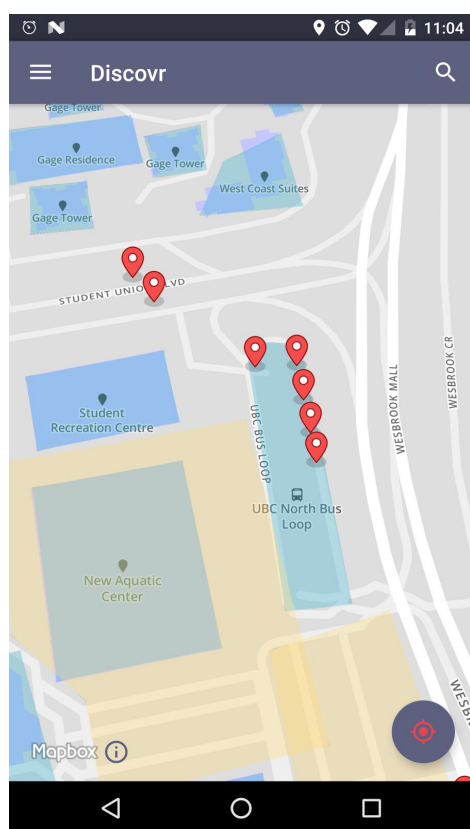 11:04
Discovr
Gage Tower
Gage Residence
Gage Tower
West Coast Suites
Gage Tower
STUDENT UNIO LVD
WESBROOK CR
WESBROOK MALL
Student
Recreation Centre
UBC BUS LOOP
UBC North Bus
Loop
New Aquatic
Center
WESB
Mapbox